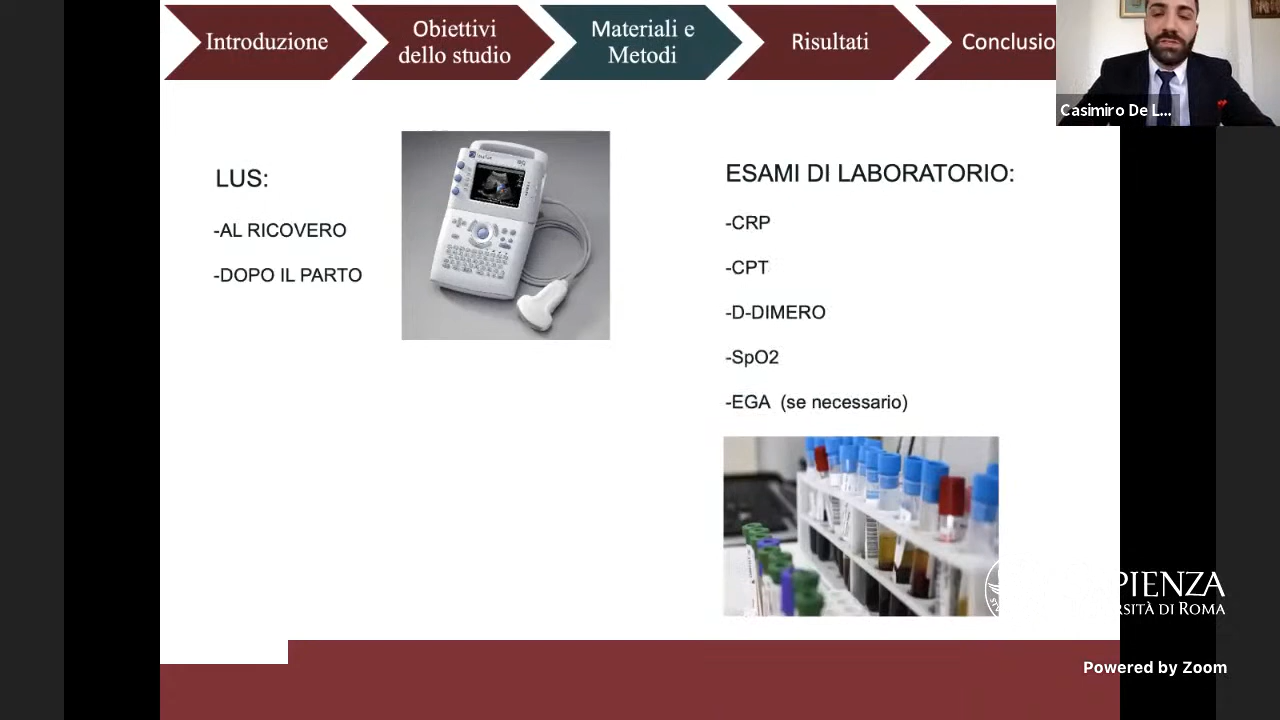 Introduzione
Obiettivi
dello studio
Materiali e
Metodi
Risultati
Conclusio
Casimiro De L...
LUS:
-AL RICOVERO
-DOPO IL PARTO
ESAMI DI LABORATORIO:
-CRP
-CPT
-D-DIMERO
-SpO2
-EGA (se necessario)
PIENZA
RSITÀ DI ROMA
Powered by Zoom